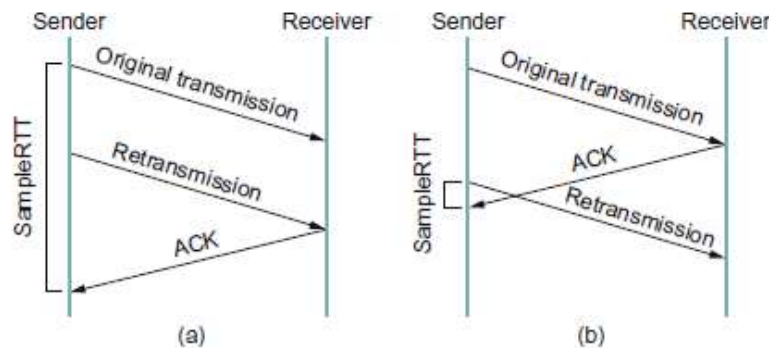 Sender
Receiver
Original transmission
Retransmission
ACK
SampleRTT
(a)
Sender
Receiver
Original transmission
ACK
Retransmission
SampleRTT
(b)